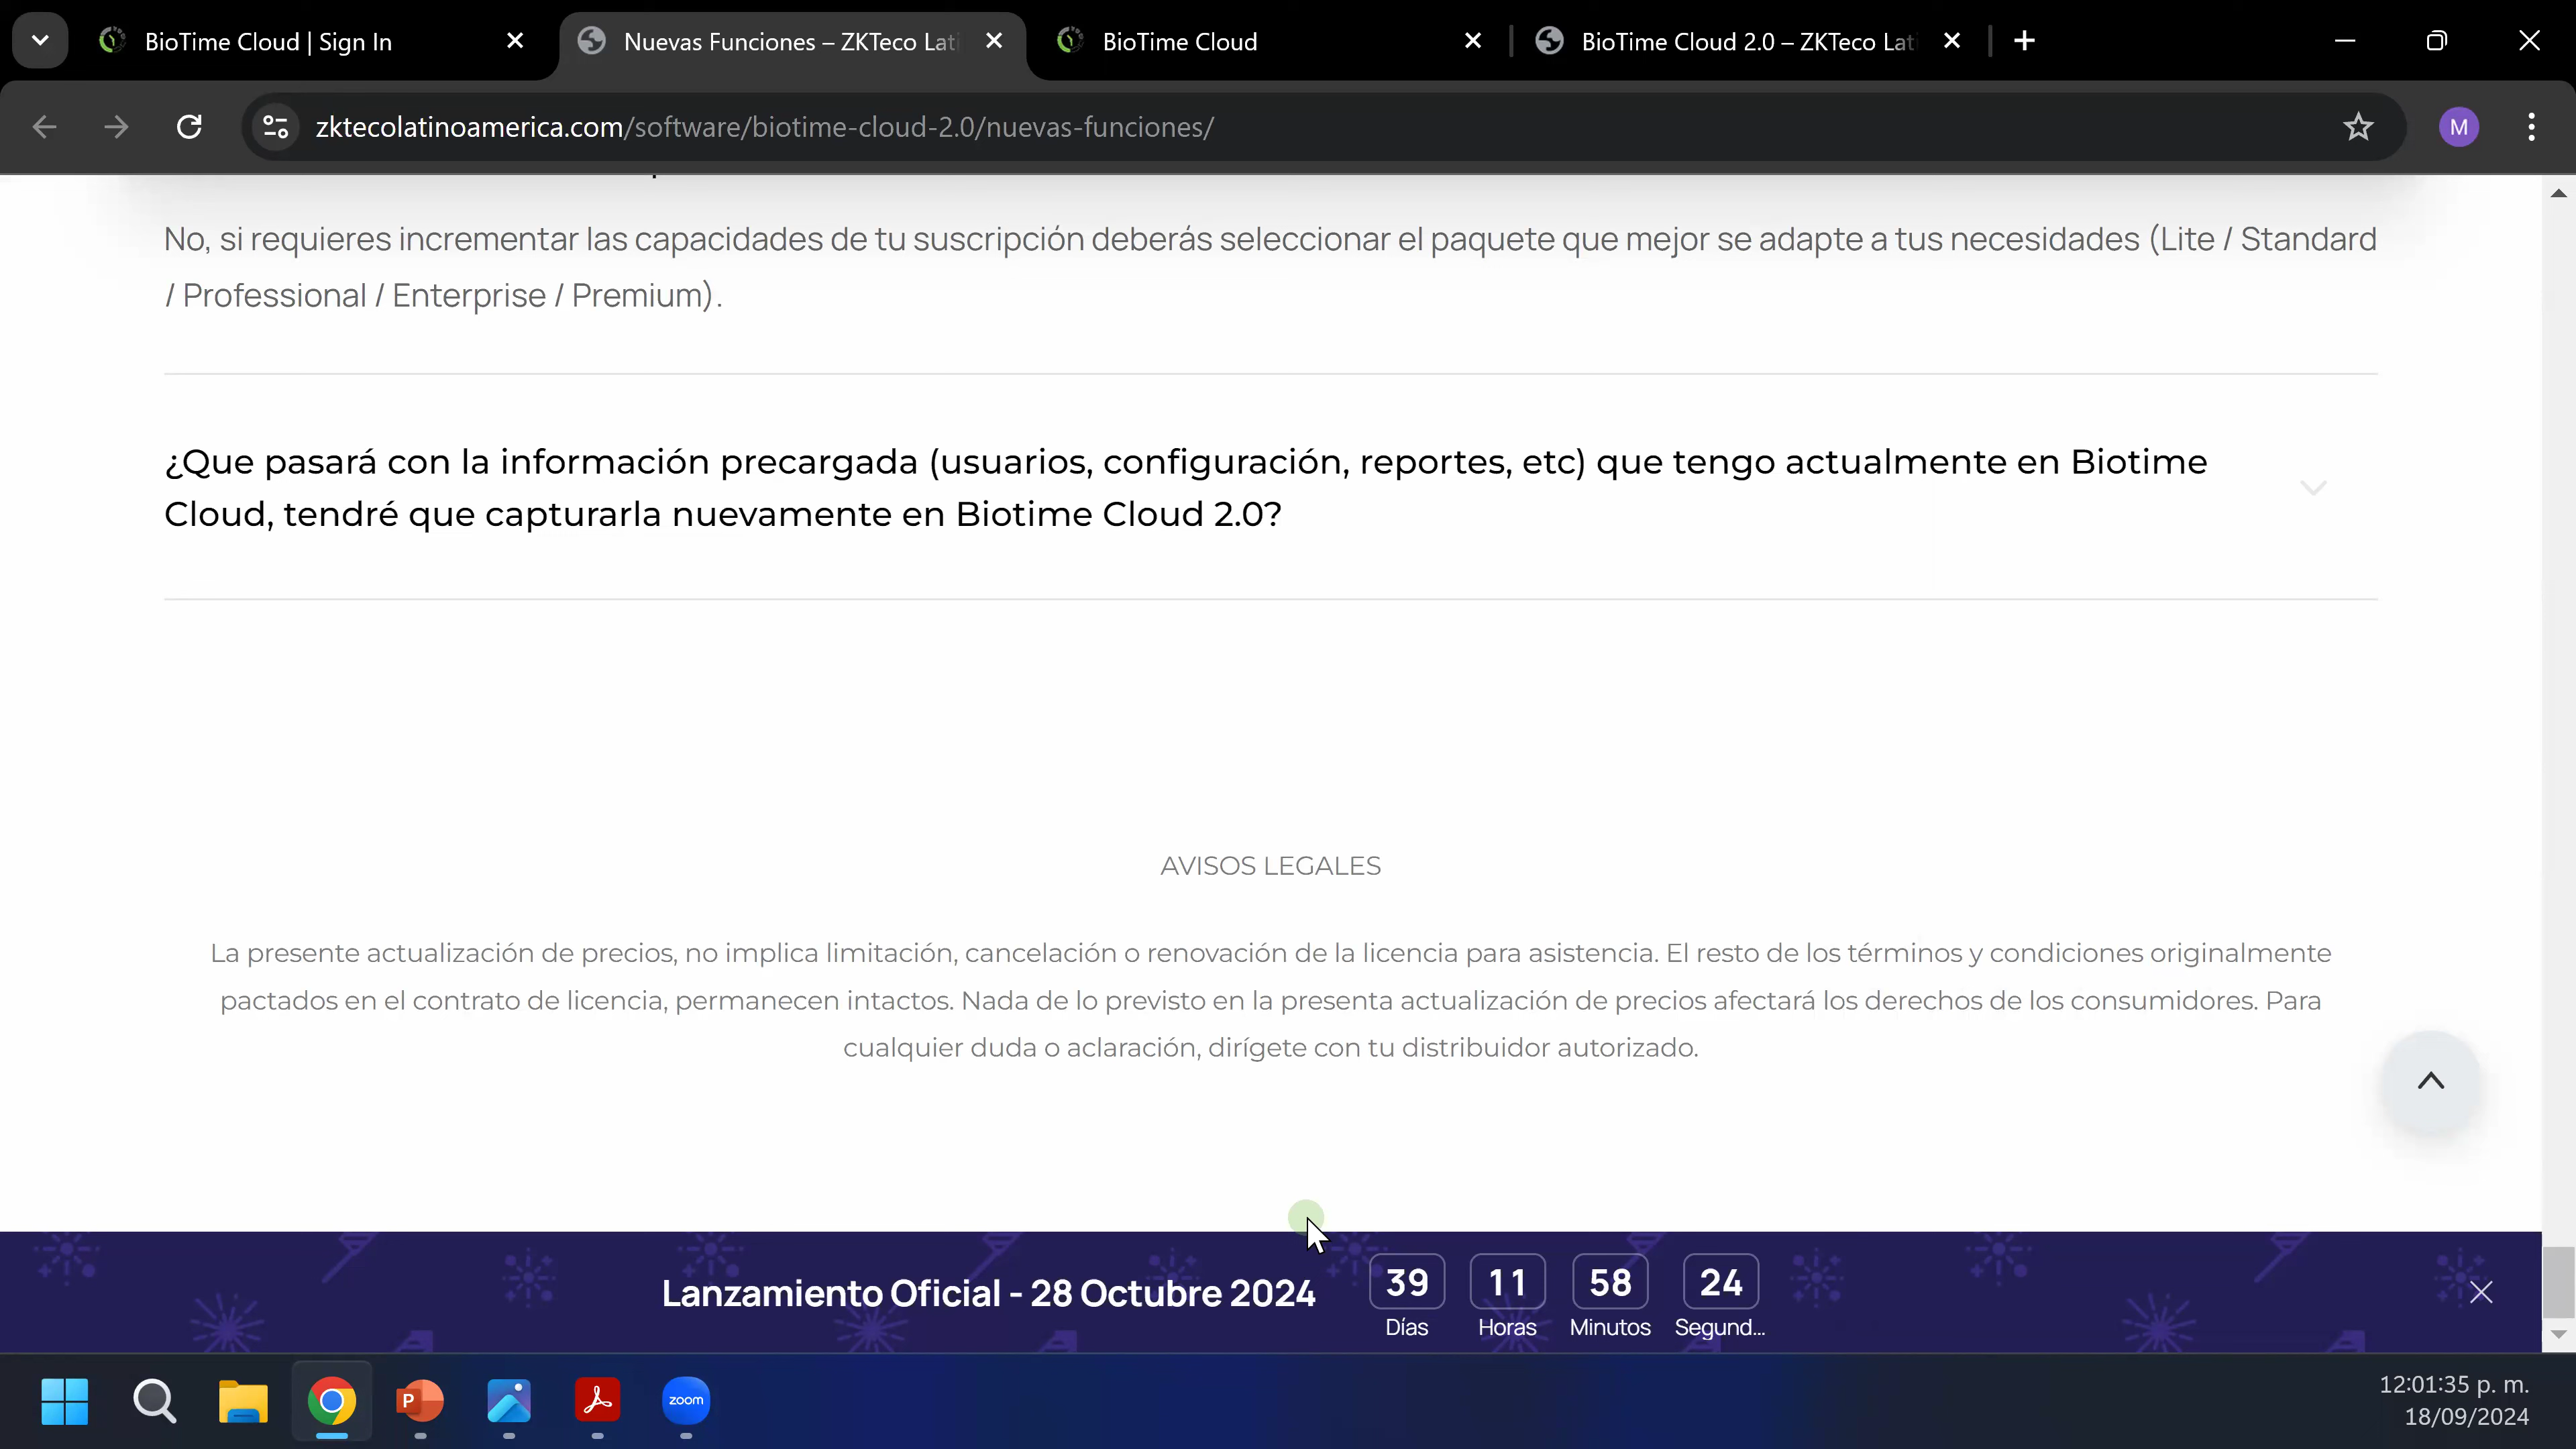 BioTime Cloud | Sign In
Nuevas Funciones – ZKTeco Lati
BioTime Cloud
BioTime Cloud 2.0 – ZKTeco Lati
zktecolatinoamerica.com/software/biotime-cloud-2.0/nuevas-funciones/
M
No, si requieres incrementar las capacidades de tu suscripción deberás seleccionar el paquete que mejor se adapte a tus necesidades (Lite / Standard
/ Professional / Enterprise / Premium).
¿Que pasará con la información precargada (usuarios, configuración, reportes, etc) que tengo actualmente en Biotime
Cloud, tendré que capturarla nuevamente en Biotime Cloud 2.0?
AVISOS LEGALES
La presente actualización de precios, no implica limitación, cancelación o renovación de la licencia para asistencia. El resto de los términos y condiciones originalmente
pactados en el contrato de licencia, permanecen intactos. Nada de lo previsto en la presenta actualización de precios afectará los derechos de los consumidores. Para
cualquier duda o aclaración, dirígete con tu distribuidor autorizado.
Lanzamiento Oficial - 28 Octubre 2024
39 11 58 24
Días Horas Minutos Segund...
P
zoom
12:01:35 p. m.
18/09/2024